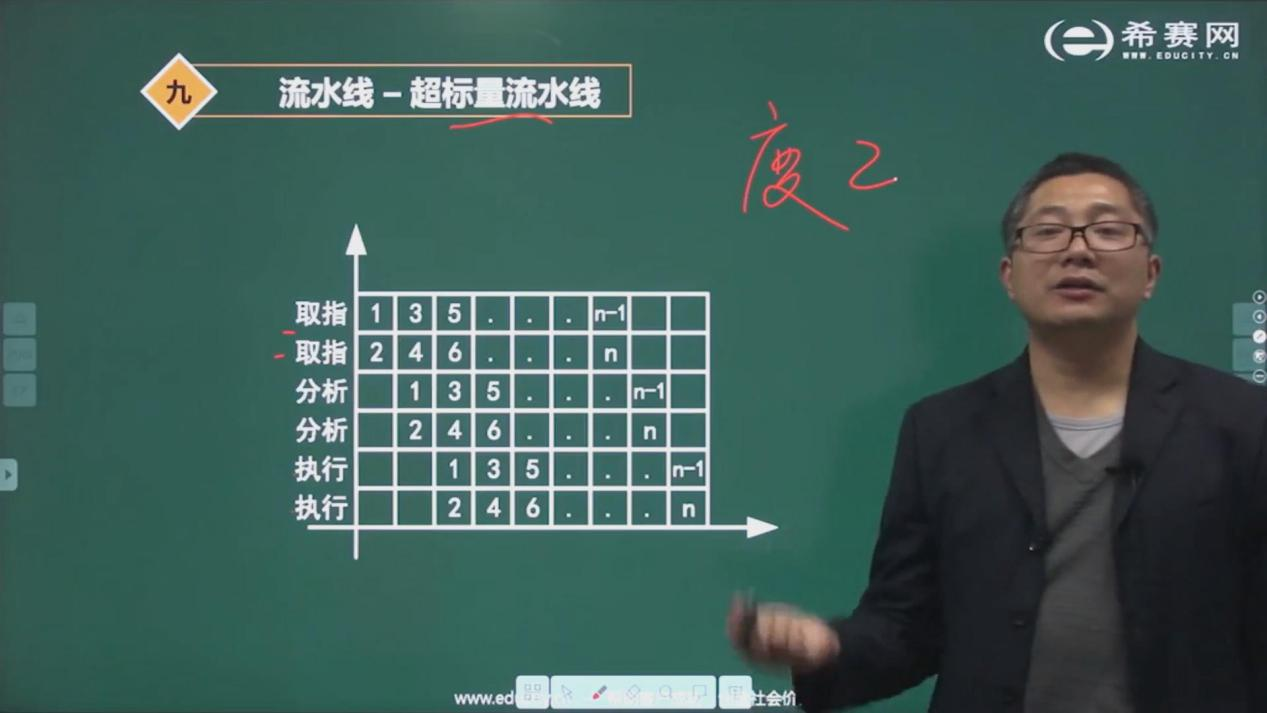 希赛网
WWW.EDUCITY.CN
九
流水线 – 超标量流水线
度 2
取指 1 3 5 . . . n-1
取指 2 4 6 . . . n
分析 1 3 5 . . . n-1
分析 2 4 6 . . . n
执行 1 3 5 . . . n-1
执行 2 4 6 . . . n
www.edu
社会价